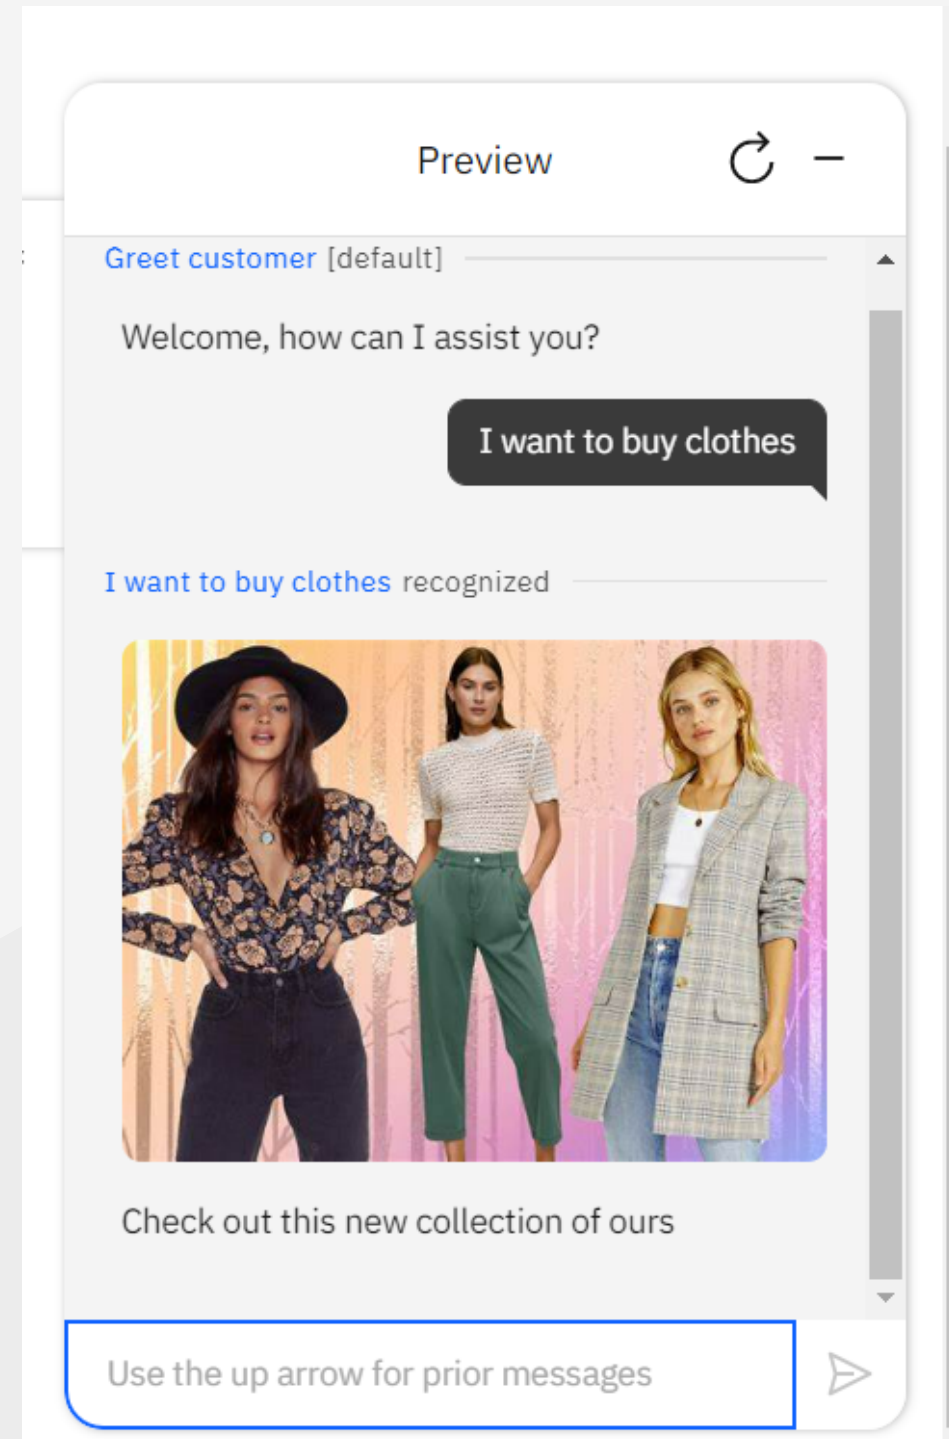 Preview
Greet customer [default]
Welcome, how can I assist you?
I want to buy clothes
I want to buy clothes recognized
Check out this new collection of ours
Use the up arrow for prior messages